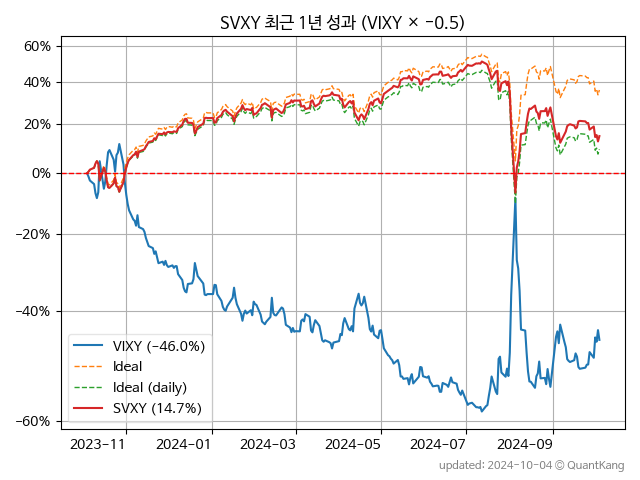 SVXY 최근 1년 성과 (VIXY × −0.5)
60%
40%
20%
0%
−20%
−40%
−60%
VIXY (−46.0%)
Ideal
Ideal (daily)
SVXY (14.7%)
2023−11 2024−01 2024−03 2024−05 2024−07 2024−09
updated: 2024-10-04 © QuantKang